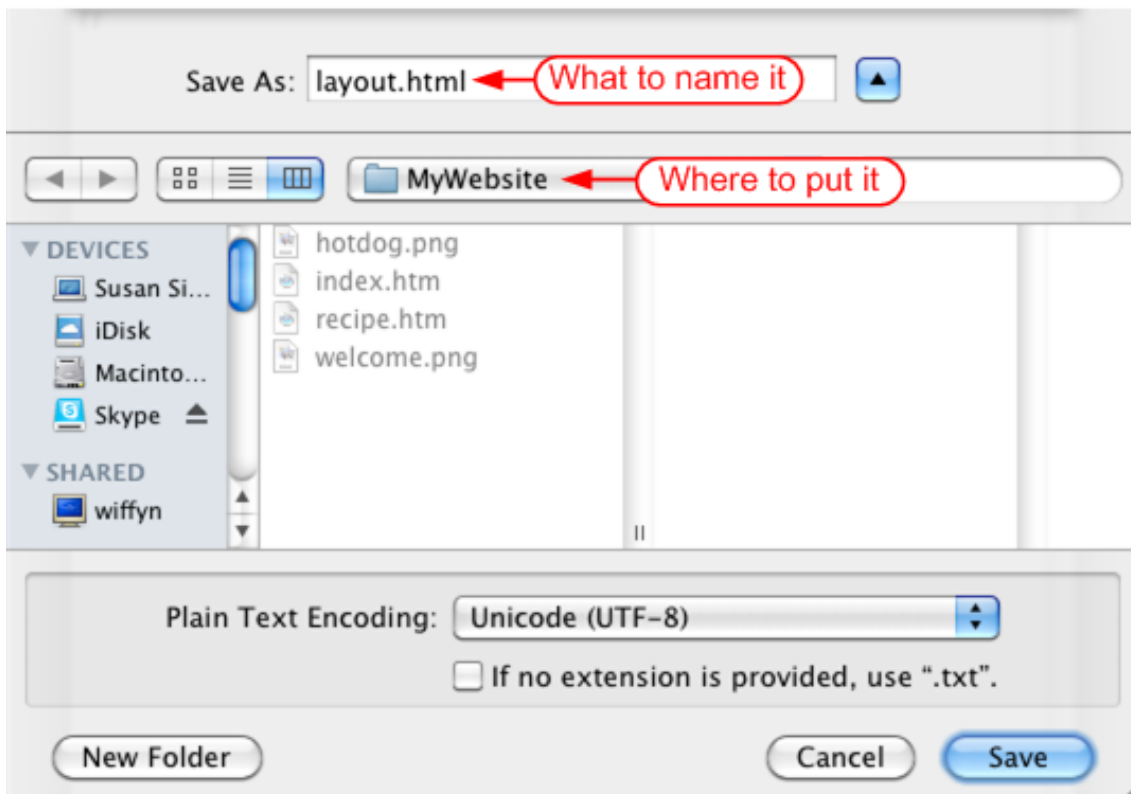 Save As: layout.html What to name it
MyWebsite Where to put it
DEVICES
Susan Si...
iDisk
Macinto...
Skype
SHARED
wiffyn
hotdog.png
index.htm
recipe.htm
welcome.png
Plain Text Encoding: Unicode (UTF-8)
If no extension is provided, use “.txt”.
New Folder Cancel Save